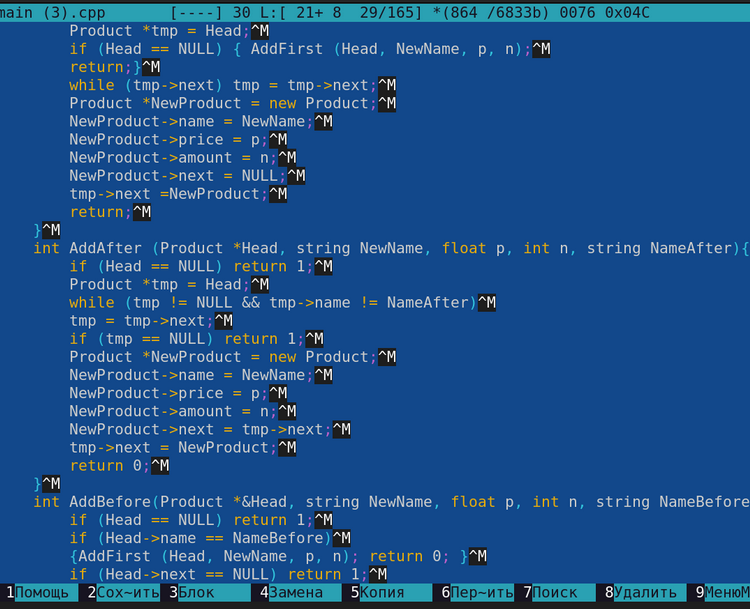 main (3).cpp [----] 30 L:[ 21+ 8 29/165] *(864 /6833b) 0076 0x04C
Product *tmp = Head;^M
if (Head == NULL) { AddFirst (Head, NewName, p, n);^M
return;}^M
while (tmp->next) tmp = tmp->next;^M
Product *NewProduct = new Product;^M
NewProduct->name = NewName;^M
NewProduct->price = p;^M
NewProduct->amount = n;^M
NewProduct->next = NULL;^M
tmp->next =NewProduct;^M
return;^M
}^M
int AddAfter (Product *Head, string NewName, float p, int n, string NameAfter){
if (Head == NULL) return 1;^M
Product *tmp = Head;^M
while (tmp != NULL && tmp->name != NameAfter)^M
tmp = tmp->next;^M
if (tmp == NULL) return 1;^M
Product *NewProduct = new Product;^M
NewProduct->name = NewName;^M
NewProduct->price = p;^M
NewProduct->amount = n;^M
NewProduct->next = tmp->next;^M
tmp->next = NewProduct;^M
return 0;^M
}^M
int AddBefore(Product *&Head, string NewName, float p, int n, string NameBefore
if (Head == NULL) return 1;^M
if (Head->name == NameBefore)^M
{AddFirst (Head, NewName, p, n); return 0; }^M
if (Head->next == NULL) return 1;^M
1Помощь 2Сох~ить 3Блок 4Замена 5Копия 6Пер~ить 7Поиск 8Удалить 9МенюМ